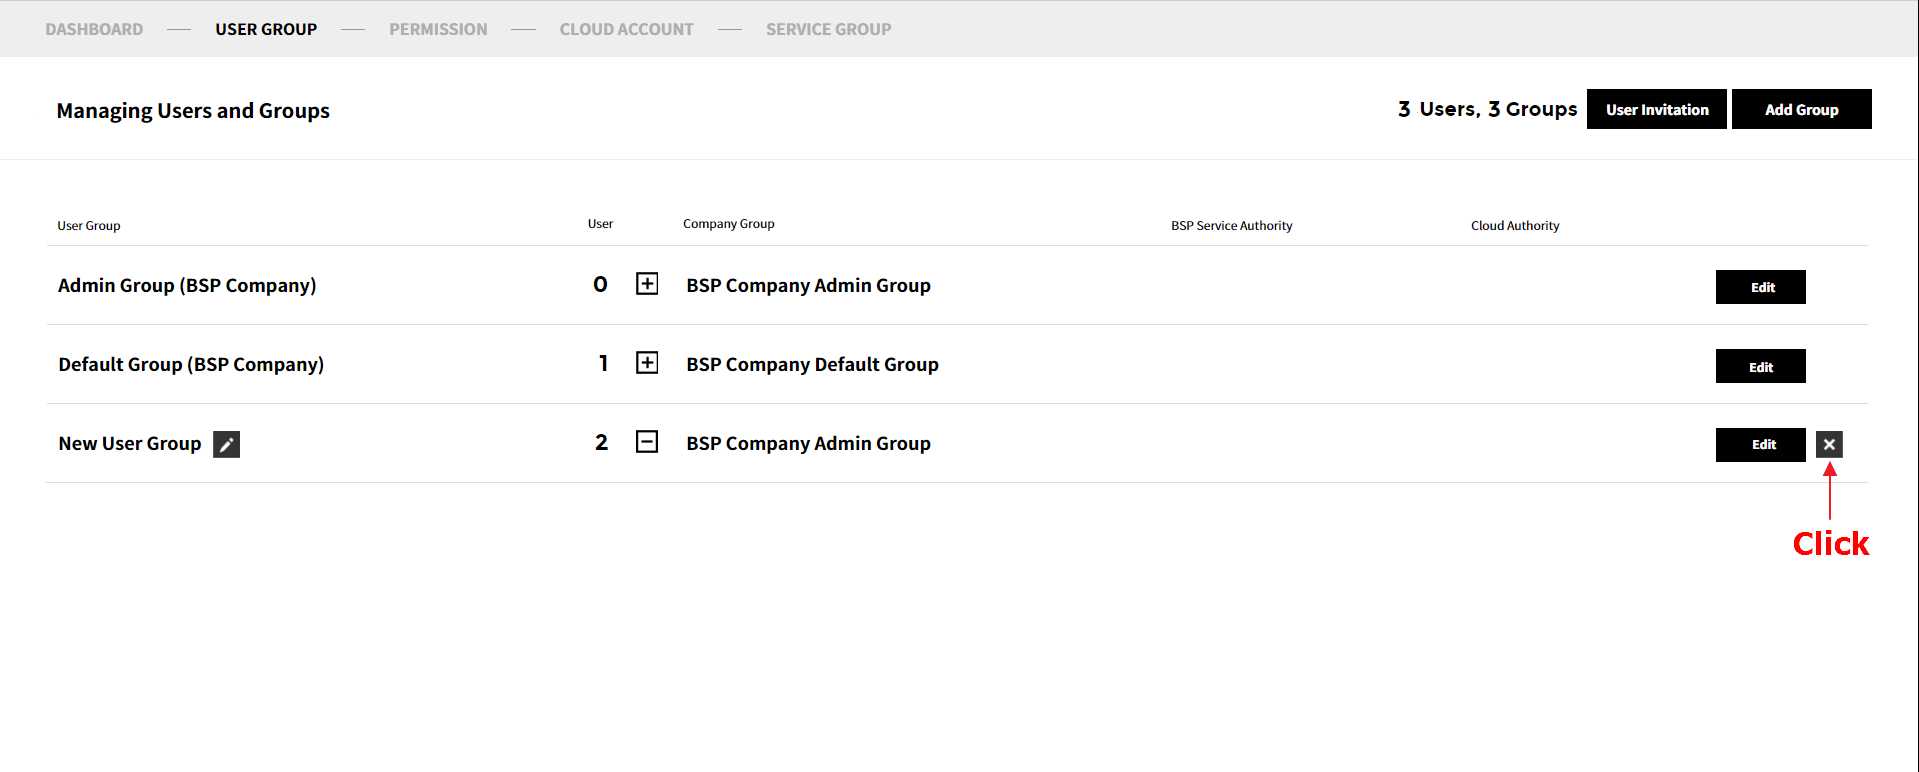 DASHBOARD USER GROUP PERMISSION CLOUD ACCOUNT SERVICE GROUP
Managing Users and Groups 3 Users, 3 Groups User Invitation Add Group
User Group User Company Group BSP Service Authority Cloud Authority
Admin Group (BSP Company) 0 BSP Company Admin Group Edit
Default Group (BSP Company) 1 BSP Company Default Group Edit
New User Group 2 BSP Company Admin Group Edit
Click